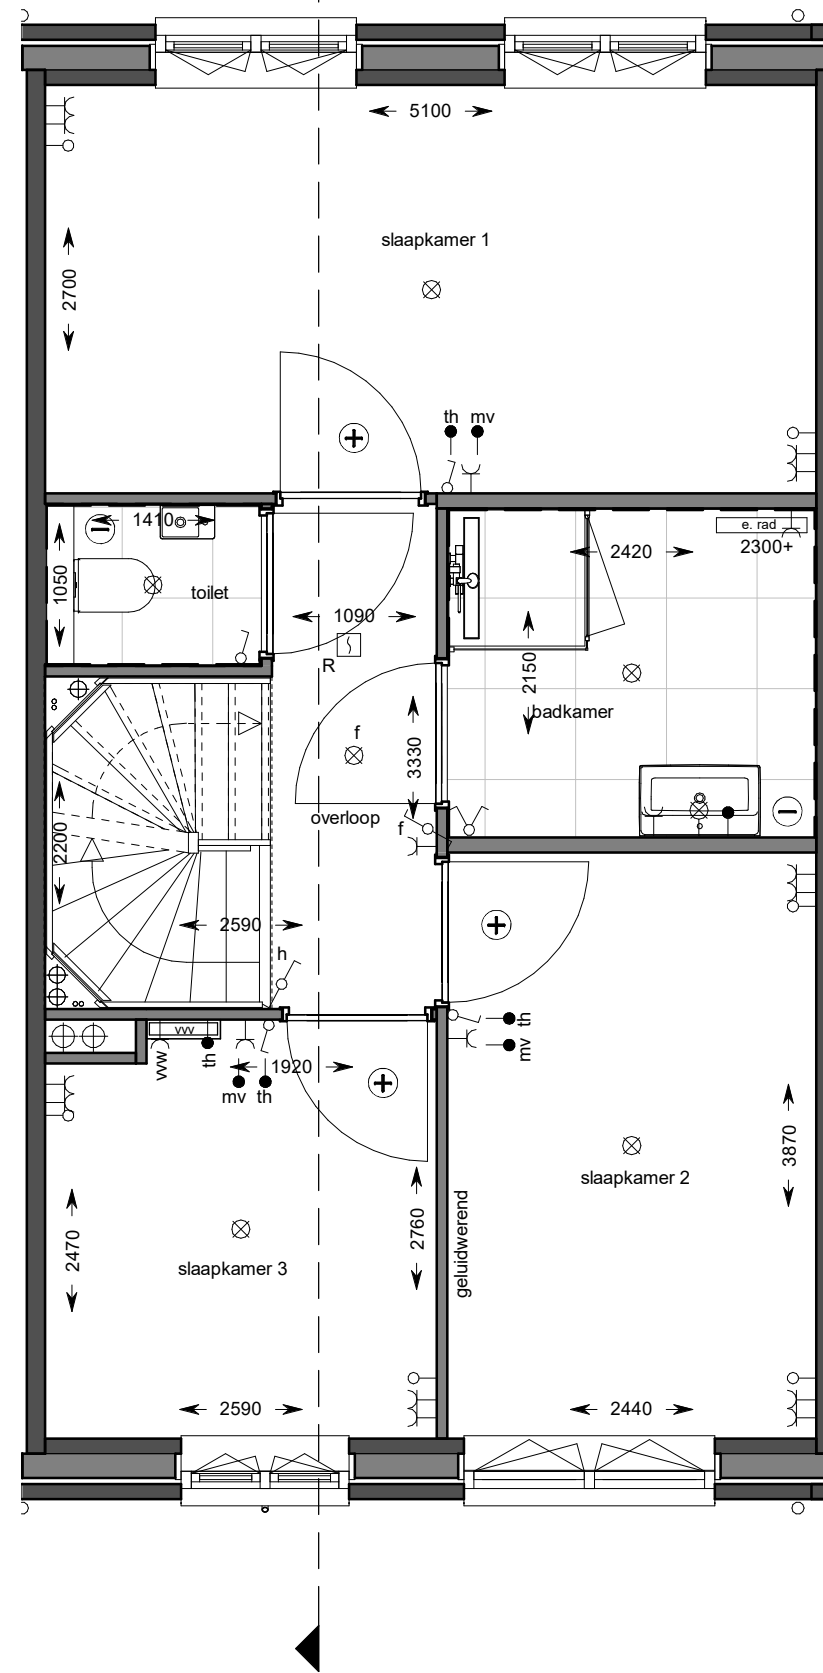 5100
slaapkamer 1
2700
th mv
1410
e. rad
2300+
2420
1050
toilet
1090
R
2150
badkamer
f
3330
overloop
f
2200
2590
h
vvv
vvv
th
1920
mv th
th
mv
3870
slaapkamer 2
2760
geluidwerend
2470
slaapkamer 3
2590
2440